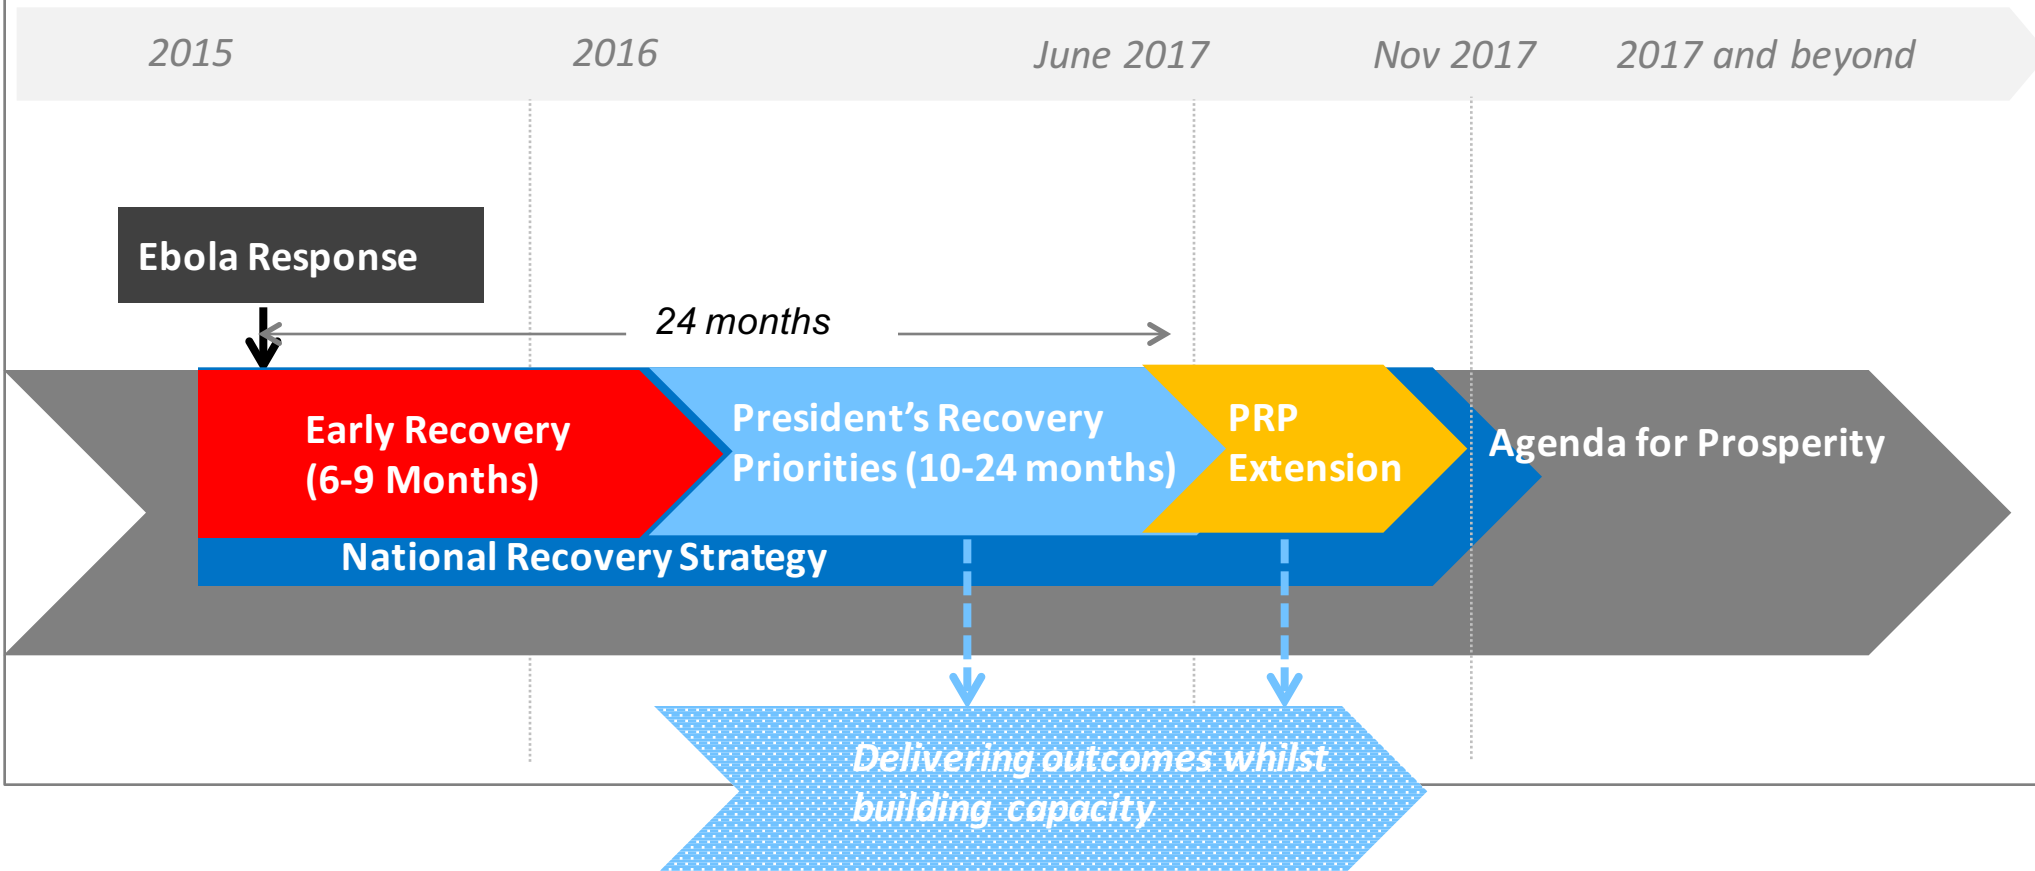 2015
2016
June 2017
Nov 2017
2017 and beyond
Ebola Response
24 months
Early Recovery
(6-9 Months)
President's Recovery
Priorities (10-24 months)
PRP
Extension
Agenda for Prosperity
National Recovery Strategy
Delivering outcomes whilst
building capacity